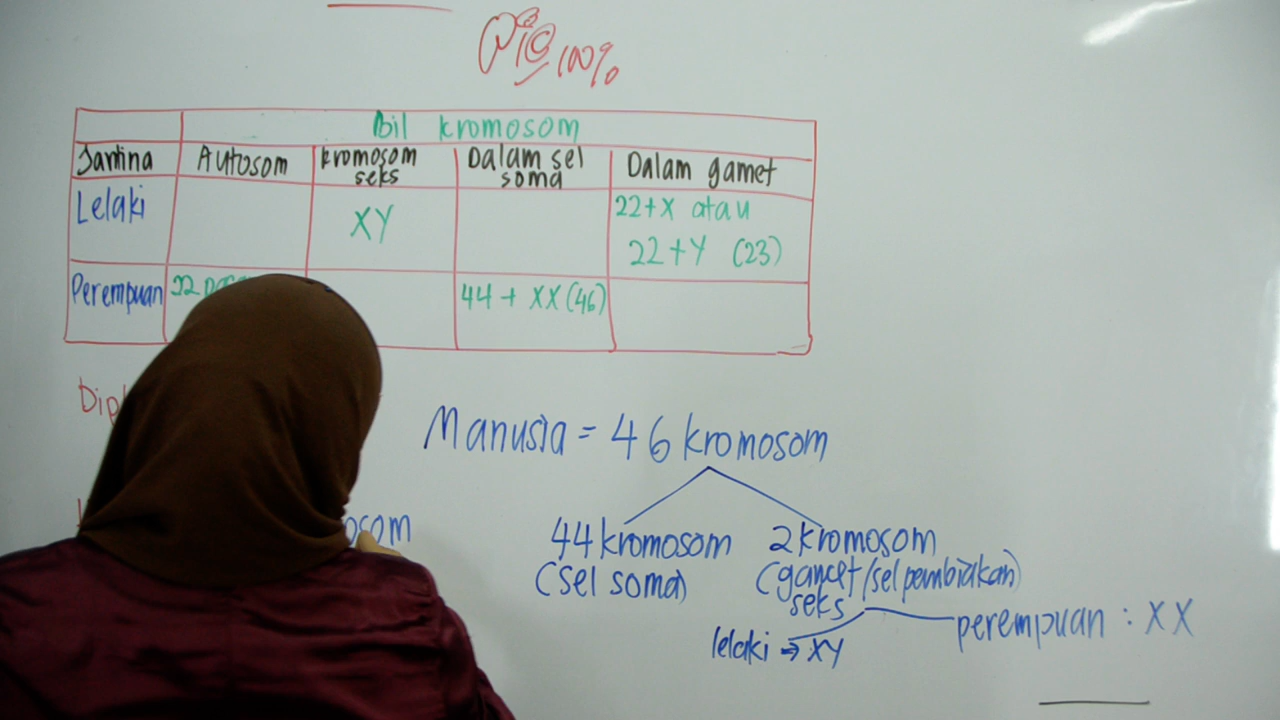 100%
Bil kromosom
Jantina Autosom kromosom seks Dalam sel soma Dalam gamet
Lelaki XY 22+X atau
22+Y (23)
Perempuan 22 44 + XX (46)
Manusia = 46 kromosom
44 kromosom 2 kromosom
(sel soma) (gamet/sel pembiakan)
seks
perempuan : XX
lelaki → XY